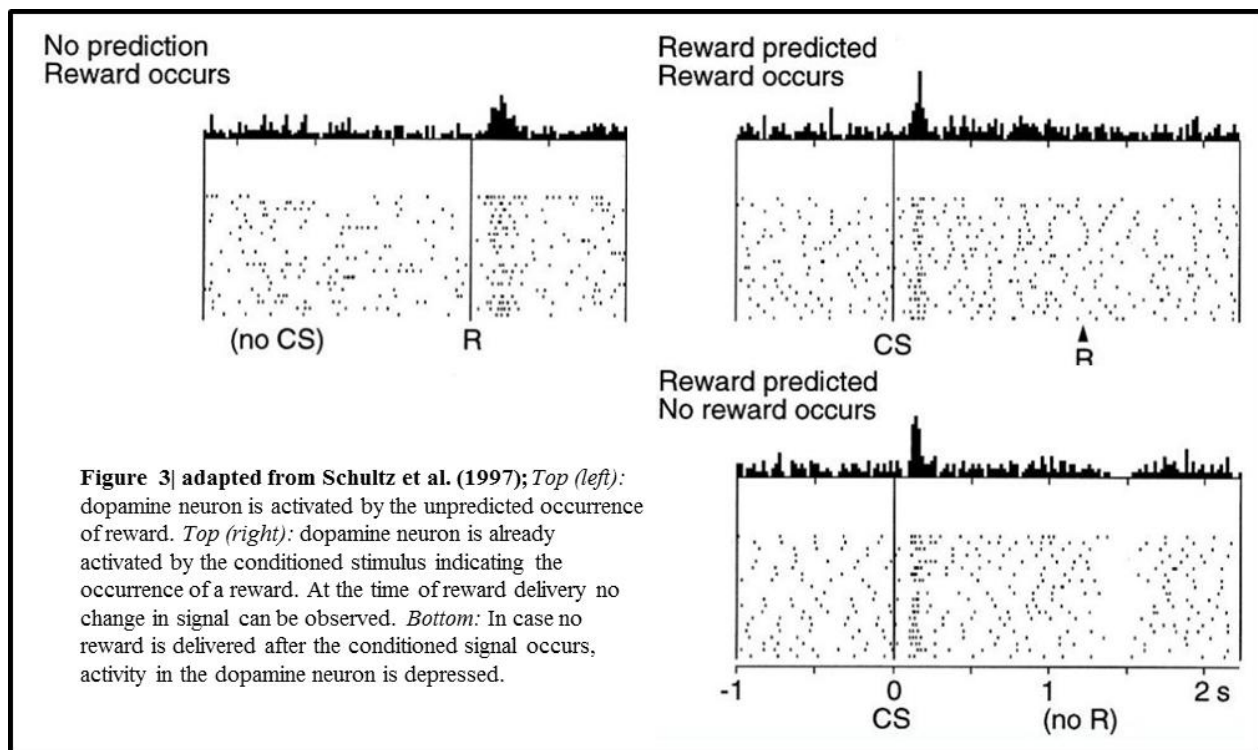 No prediction
Reward occurs
(no CS)
R
Reward predicted
Reward occurs
CS
R
Reward predicted
No reward occurs
-1
0
1
2 s
CS
(no R)
Figure 3| adapted from Schultz et al. (1997); Top (left):
dopamine neuron is activated by the unpredicted occurrence
of reward. Top (right): dopamine neuron is already
activated by the conditioned stimulus indicating the
occurrence of a reward. At the time of reward delivery no
change in signal can be observed. Bottom: In case no
reward is delivered after the conditioned signal occurs,
activity in the dopamine neuron is depressed.